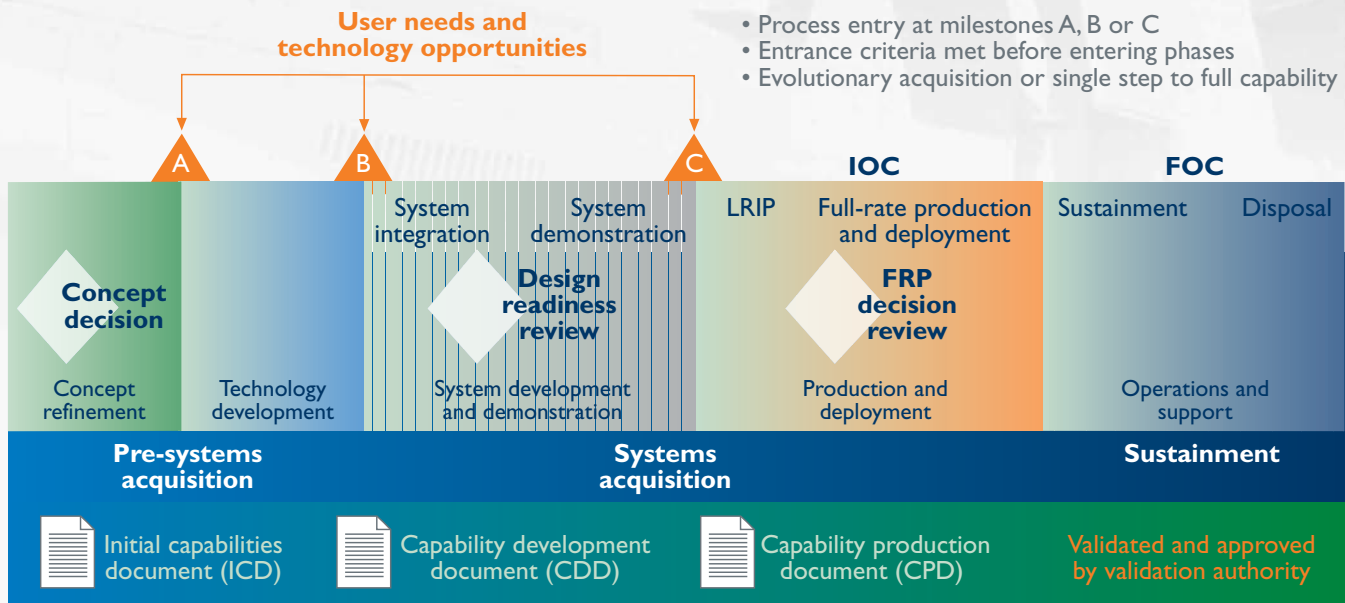 User needs and
technology opportunities
• Process entry at milestones A, B or C
• Entrance criteria met before entering phases
• Evolutionary acquisition or single step to full capability
A
B
C
IOC
FOC
System
integration
System
demonstration
LRIP
Full-rate production
and deployment
Sustainment
Disposal
Concept
decision
Design
readiness
review
FRP
decision
review
Concept
refinement
Technology
development
System development
and demonstration
Production and
deployment
Operations and
support
Pre-systems
acquisition
Systems
acquisition
Sustainment
Initial capabilities
document (ICD)
Capability development
document (CDD)
Capability production
document (CPD)
Validated and approved
by validation authority